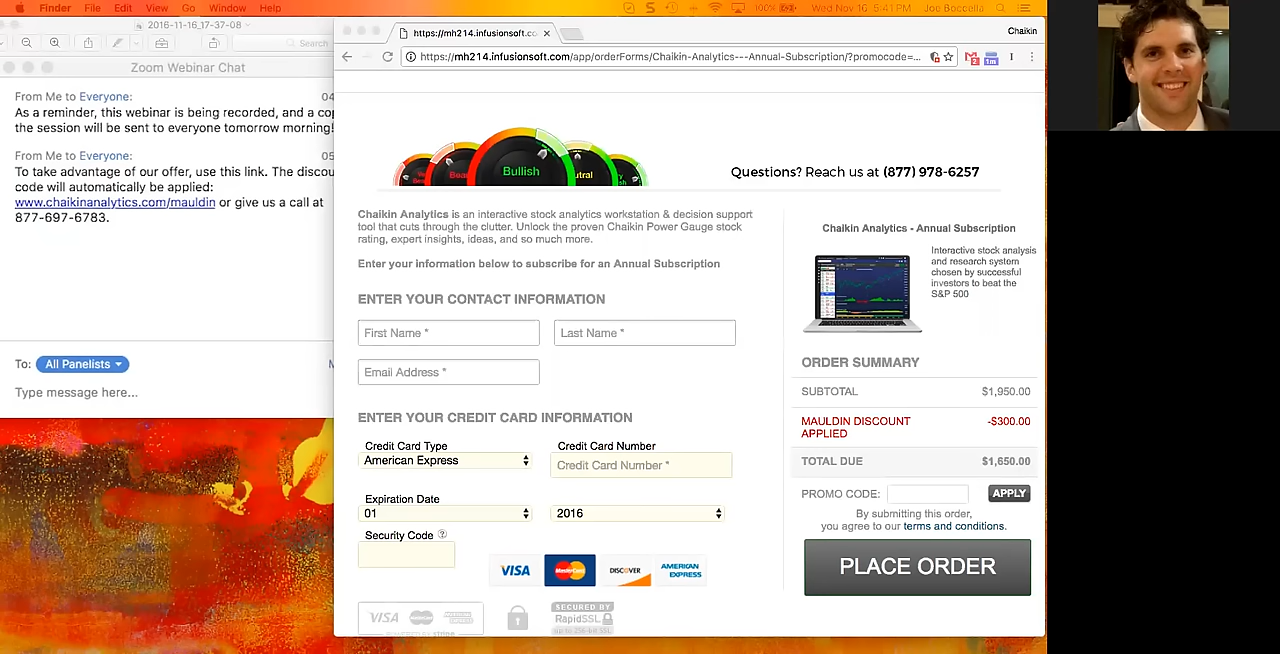 Finder File Edit View Go Window Help
100% Wed Nov 16 5:41 PM Joe Boccella
2016-11-16_17-37-08
Search
Zoom Webinar Chat
From Me to Everyone: 04
As a reminder, this webinar is being recorded, and a cop
the session will be sent to everyone tomorrow morning!
From Me to Everyone: 05
To take advantage of our offer, use this link. The discou
code will automatically be applied:
www.chaikinanalytics.com/mauldin or give us a call at
877-697-6783.
To: All Panelists
Type message here...
https://mh214.infusionsoft.co
Chaikin
https://mh214.infusionsoft.com/app/orderForms/Chaikin-Analytics---Annual-Subscription/?promocode=...
Bullish
Questions? Reach us at (877) 978-6257
Chaikin Analytics is an interactive stock analytics workstation & decision support
tool that cuts through the clutter. Unlock the proven Chaikin Power Gauge stock
rating, expert insights, ideas, and so much more.
Enter your information below to subscribe for an Annual Subscription
ENTER YOUR CONTACT INFORMATION
First Name *
Last Name *
Email Address *
ENTER YOUR CREDIT CARD INFORMATION
Credit Card Type
Credit Card Number
American Express
Credit Card Number *
Expiration Date
01
2016
Security Code ?
VISA MasterCard DISCOVER AMERICAN EXPRESS
VISA
SECURED BY
RapidSSL
Chaikin Analytics - Annual Subscription
Interactive stock analysis
and research system
chosen by successful
investors to beat the
S&P 500
ORDER SUMMARY
SUBTOTAL $1,950.00
MAULDIN DISCOUNT -$300.00
APPLIED
TOTAL DUE $1,650.00
PROMO CODE: APPLY
By submitting this order,
you agree to our terms and conditions.
PLACE ORDER